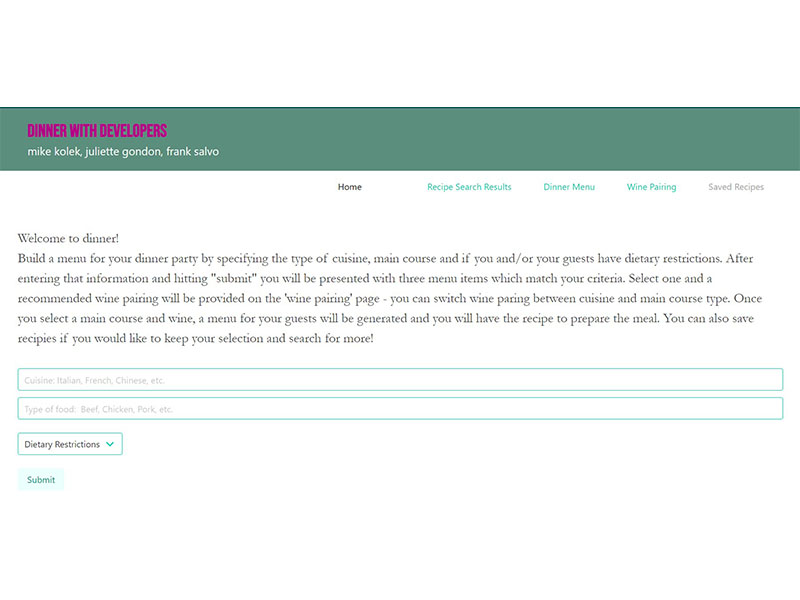 DINNER WITH DEVELOPERS
mike kolek, juliette gondon, frank salvo
Home Recipe Search Results Dinner Menu Wine Pairing Saved Recipes
Welcome to dinner!
Build a menu for your dinner party by specifying the type of cuisine, main course and if you and/or your guests have dietary restrictions. After
entering that information and hitting "submit" you will be presented with three menu items which match your criteria. Select one and a
recommended wine pairing will be provided on the 'wine pairing' page - you can switch wine paring between cuisine and main course type. Once
you select a main course and wine, a menu for your guests will be generated and you will have the recipe to prepare the meal. You can also save
recipies if you would like to keep your selection and search for more!
Cuisine: Italian, French, Chinese, etc.
Type of food: Beef, Chicken, Pork, etc.
Dietary Restrictions
Submit